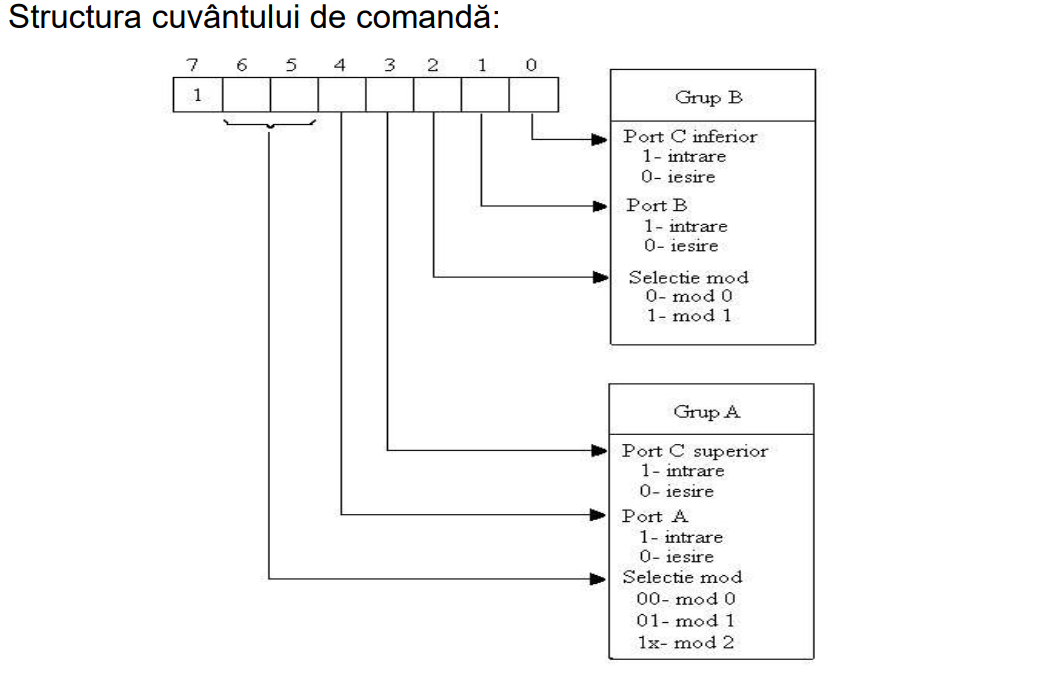 Structura cuvântului de comandă:
7 6 5 4 3 2 1 0
1
Grup B
Port C inferior
1- intrare
0- iesire
Port B
1- intrare
0- iesire
Selectie mod
0- mod 0
1- mod 1
Grup A
Port C superior
1- intrare
0- iesire
Port A
1- intrare
0- iesire
Selectie mod
00- mod 0
01- mod 1
1x- mod 2